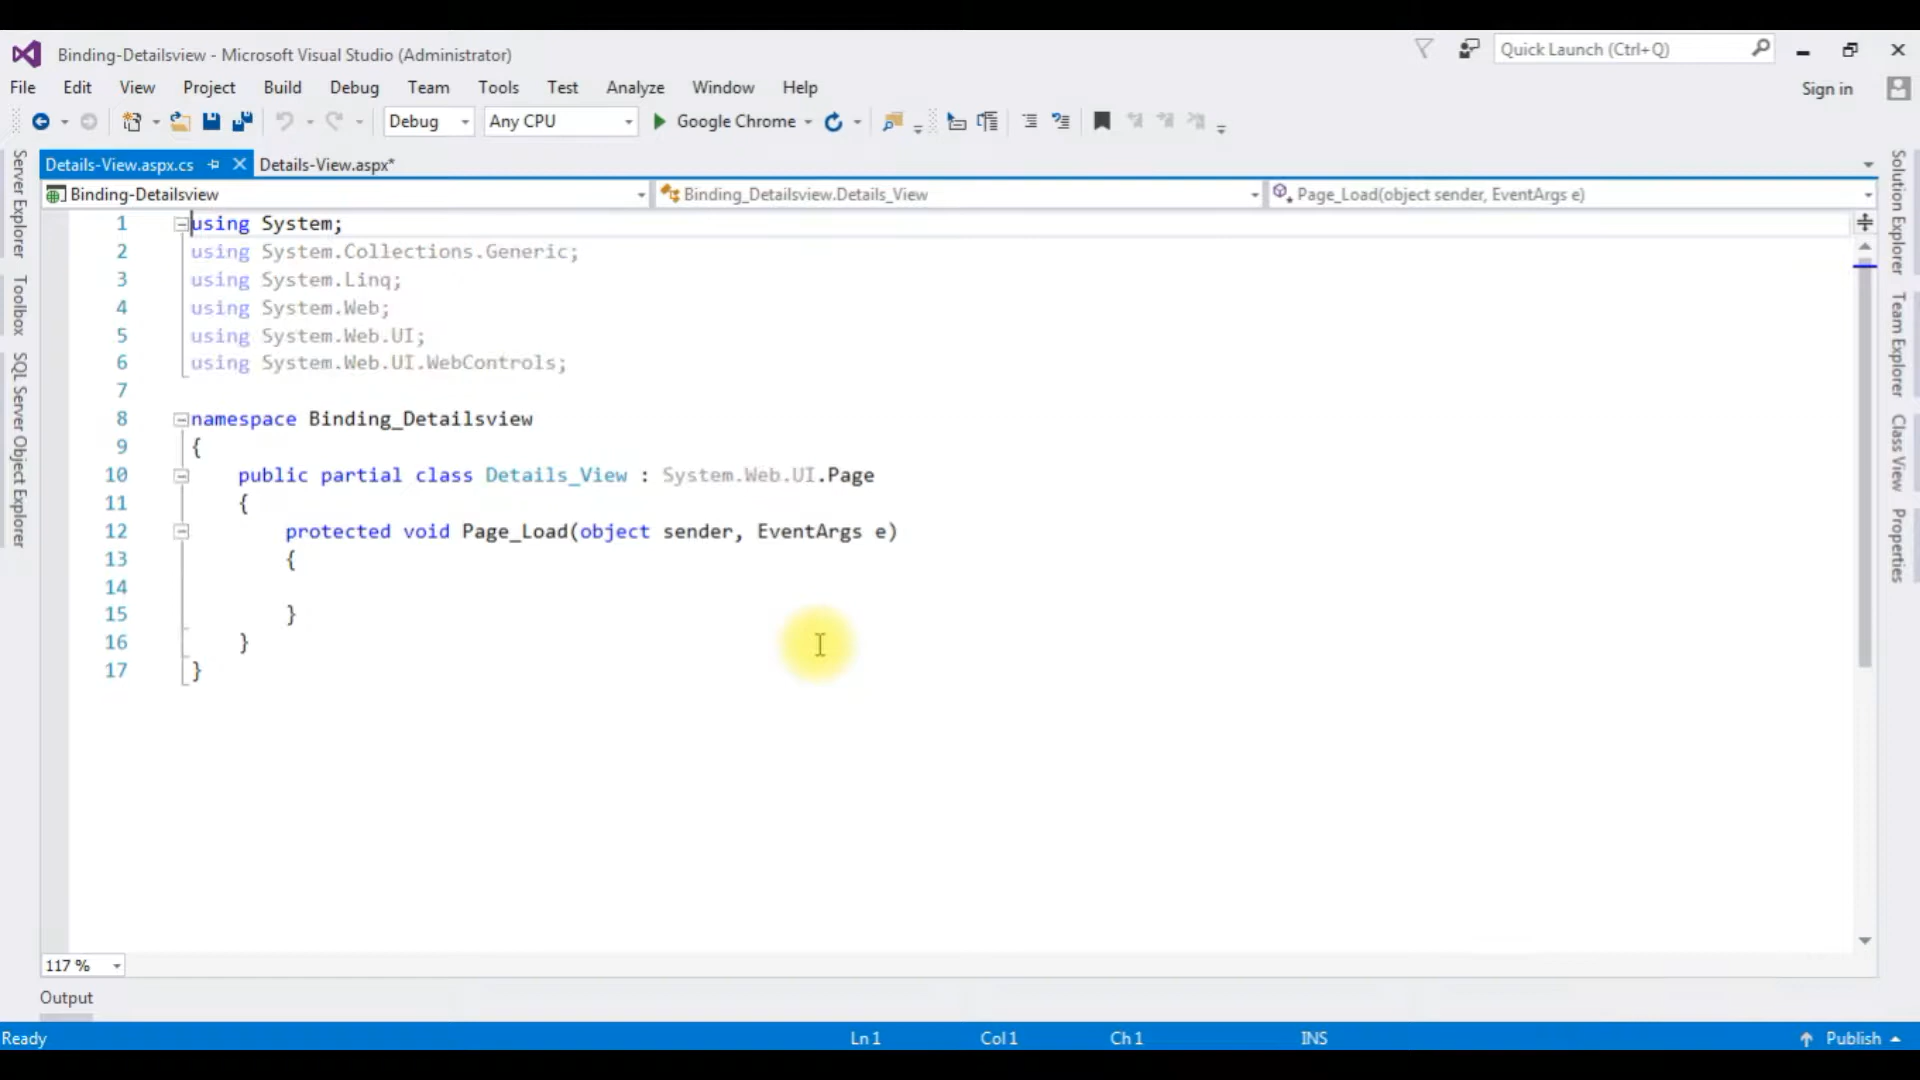 Binding-Detailsview - Microsoft Visual Studio (Administrator)
Quick Launch (Ctrl+Q)
File Edit View Project Build Debug Team Tools Test Analyze Window Help
Sign in
Debug Any CPU Google Chrome
Details-View.aspx.cs Details-View.aspx*
Binding-Detailsview Binding_Detailsview.Details_View Page_Load(object sender, EventArgs e)
Server Explorer
Toolbox
SQL Server Object Explorer
1 using System;
2 using System.Collections.Generic;
3 using System.Linq;
4 using System.Web;
5 using System.Web.UI;
6 using System.Web.UI.WebControls;
7
8 namespace Binding_Detailsview
9 {
10 public partial class Details_View : System.Web.UI.Page
11 {
12 protected void Page_Load(object sender, EventArgs e)
13 {
14
15 }
16 }
17 }
Solution Explorer
Team Explorer
Class View
Properties
117 %
Output
Ready Ln 1 Col 1 Ch 1 INS Publish